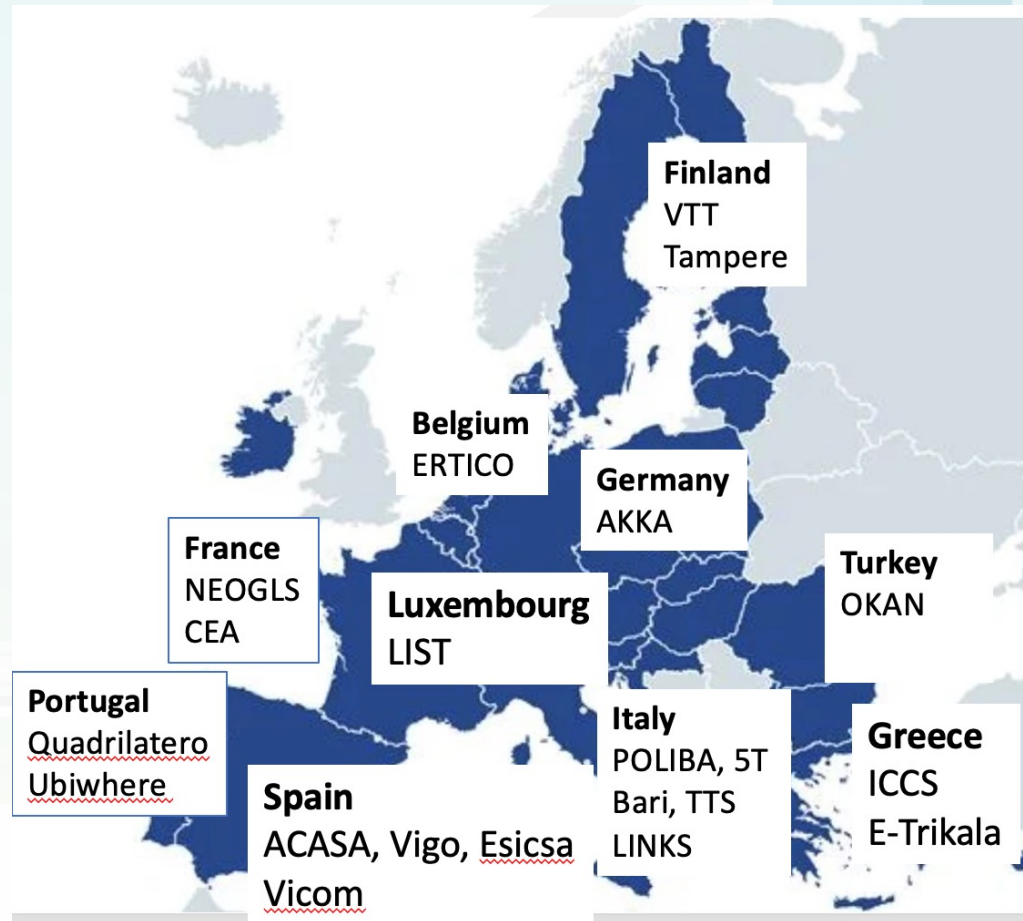 Finland
VTT
Tampere
Belgium
ERTICO
Germany
AKKA
France
NEOGLS
CEA
Luxembourg
LIST
Turkey
OKAN
Portugal
Quadrilatero
Ubiwhere
Spain
ACASA, Vigo, Esicsa
Vicom
Italy
POLIBA, 5T
Bari, TTS
LINKS
Greece
ICCS
E-Trikala